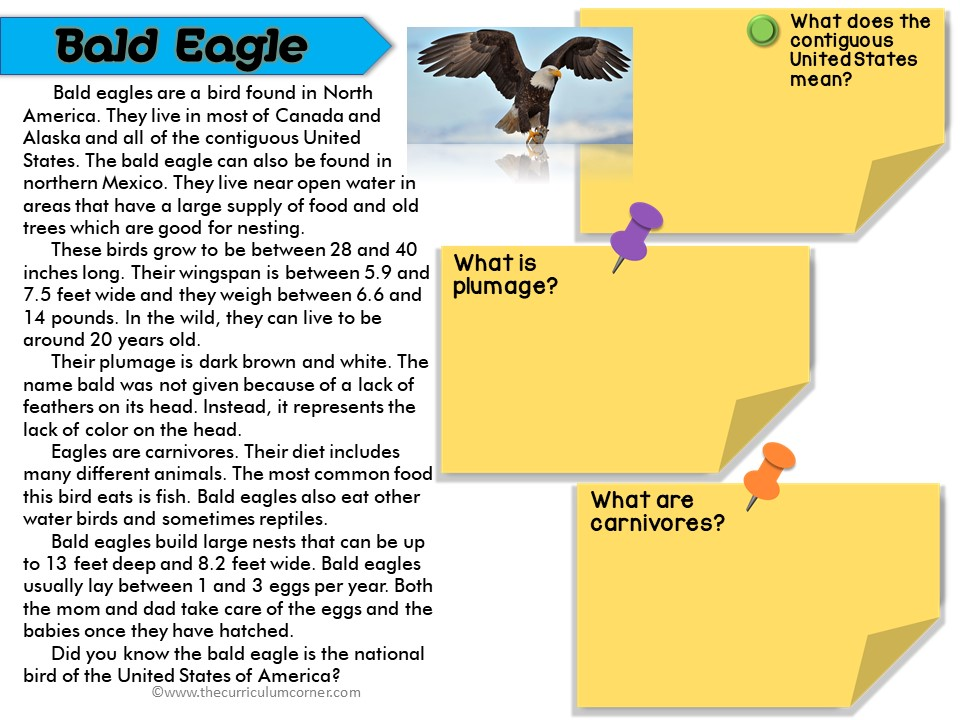 Bald Eagle
Bald eagles are a bird found in North
America. They live in most of Canada and
Alaska and all of the contiguous United
States. The bald eagle can also be found in
northern Mexico. They live near open water in
areas that have a large supply of food and old
trees which are good for nesting.
These birds grow to be between 28 and 40
inches long. Their wingspan is between 5.9 and
7.5 feet wide and they weigh between 6.6 and
14 pounds. In the wild, they can live to be
around 20 years old.
Their plumage is dark brown and white. The
name bald was not given because of a lack of
feathers on its head. Instead, it represents the
lack of color on the head.
Eagles are carnivores. Their diet includes
many different animals. The most common food
this bird eats is fish. Bald eagles also eat other
water birds and sometimes reptiles.
Bald eagles build large nests that can be up
to 13 feet deep and 8.2 feet wide. Bald eagles
usually lay between 1 and 3 eggs per year. Both
the mom and dad take care of the eggs and the
babies once they have hatched.
Did you know the bald eagle is the national
bird of the United States of America?
©www.thecurriculumcorner.com
What does the
contiguous
United States
mean?
What is
plumage?
What are
carnivores?